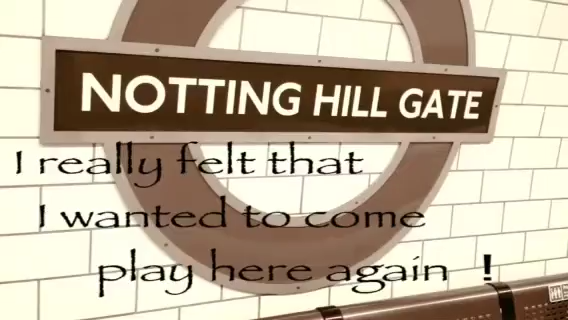 NOTTING HILL GATE
I really felt that
I wanted to come
play here again !